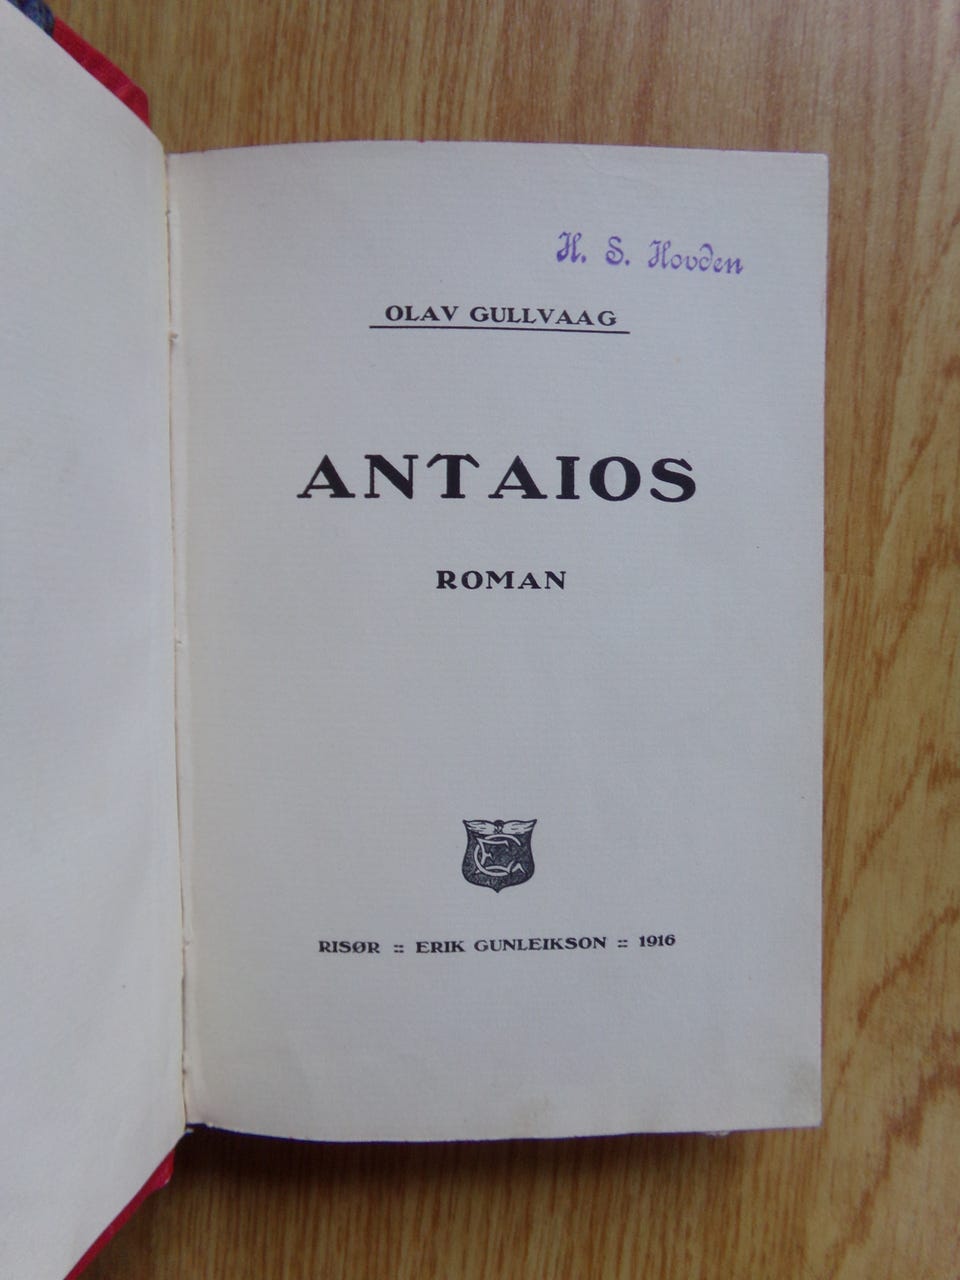 H. S. Hovden
OLAV GULLVAAG
ANTAIOS
ROMAN
RISØR :: ERIK GUNLEIKSON :: 1916